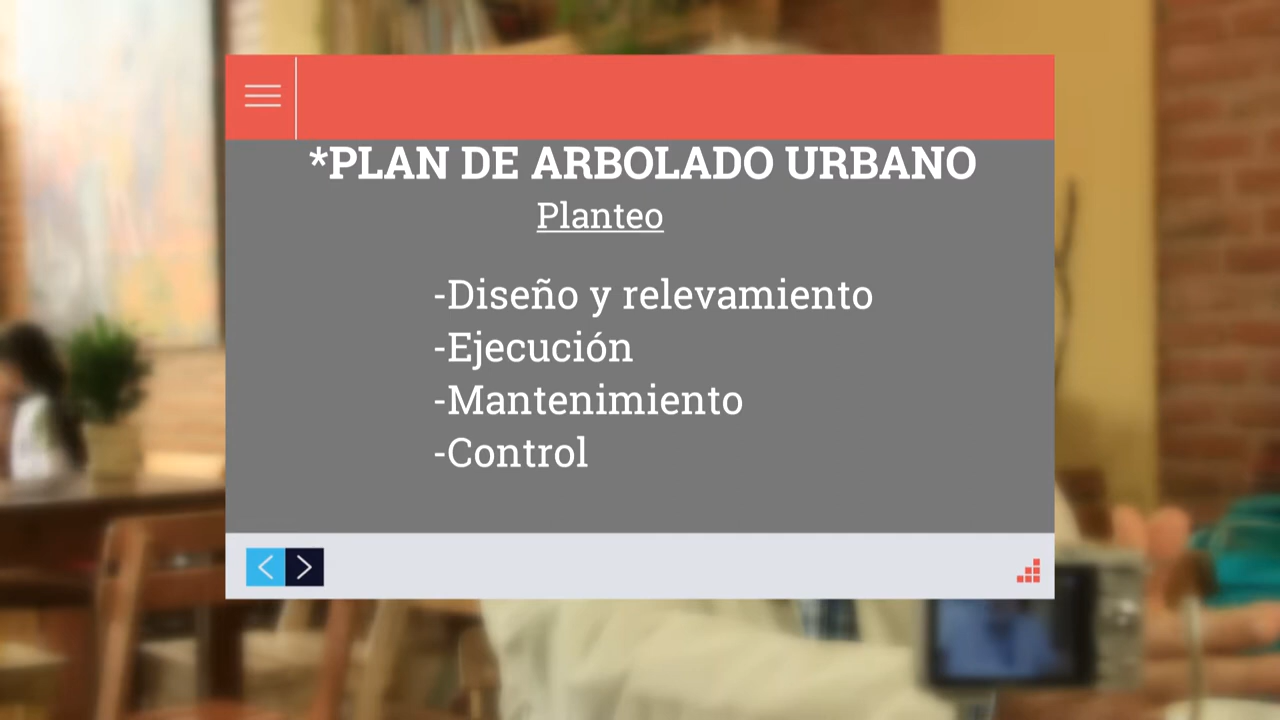 *PLAN DE ARBOLADO URBANO
Planteo
-Diseño y relevamiento
-Ejecución
-Mantenimiento
-Control